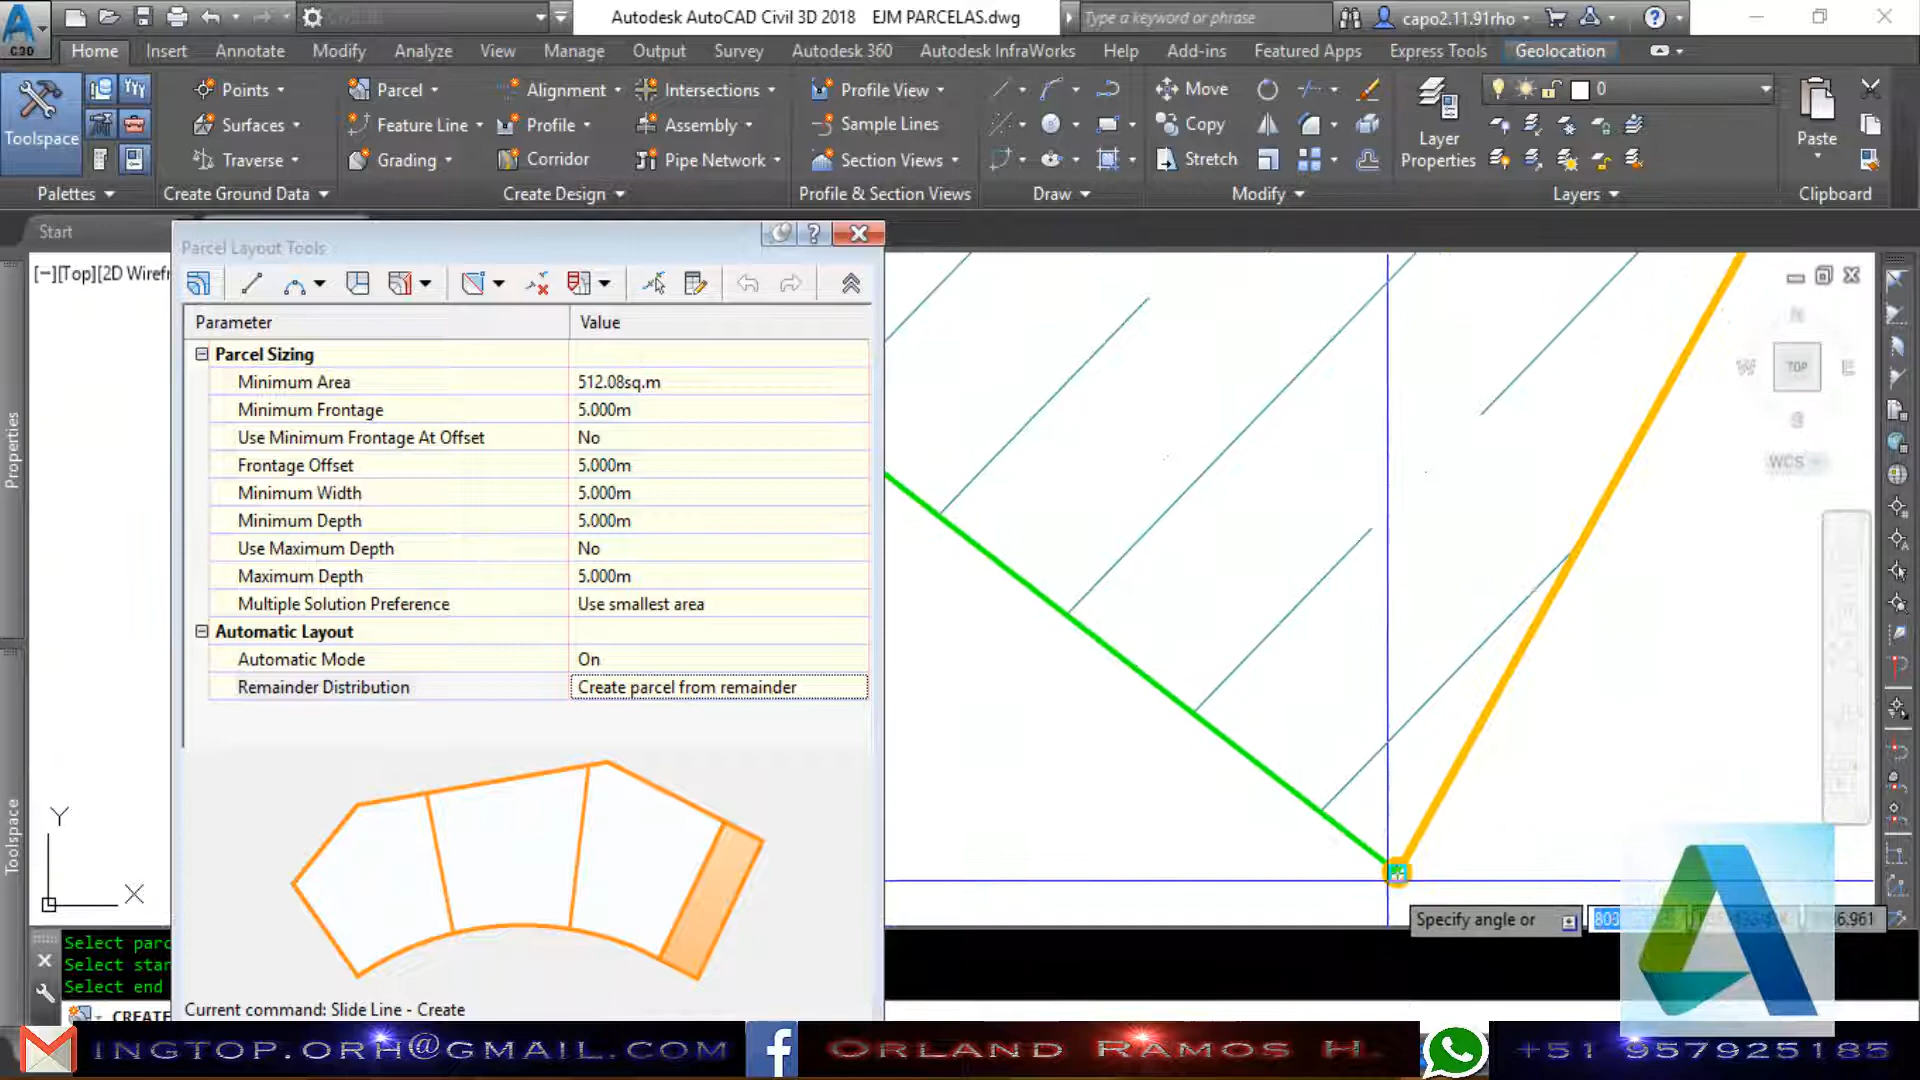 Autodesk AutoCAD Civil 3D 2018 EJM PARCELAS.dwg
Type a keyword or phrase
capo2.11.91rho
C3D
Home Insert Annotate Modify Analyze View Manage Output Survey Autodesk 360 Autodesk InfraWorks Help Add-ins Featured Apps Express Tools Geolocation
Toolspace
Points Parcel Alignment Intersections Profile View Move 0
Surfaces Feature Line Profile Assembly Sample Lines Copy
Traverse Grading Corridor Pipe Network Section Views Stretch
Layer Properties
Paste
Palettes Create Ground Data Create Design Profile & Section Views Draw Modify Layers Clipboard
Start
[−][Top][2D Wirefr
Parcel Layout Tools
Parameter Value
Parcel Sizing
Minimum Area 512.08sq.m
Minimum Frontage 5.000m
Use Minimum Frontage At Offset No
Frontage Offset 5.000m
Minimum Width 5.000m
Minimum Depth 5.000m
Use Maximum Depth No
Maximum Depth 5.000m
Multiple Solution Preference Use smallest area
Automatic Layout
Automatic Mode On
Remainder Distribution Create parcel from remainder
Current command: Slide Line - Create
Properties
Toolspace
Y
X
N
W TOP E
S
WCS
Specify angle or
Select parc
Select star
Select end
CREATE
INGTOP.ORH@GMAIL.COM
ORLAND RAMOS H.
+51 957925185